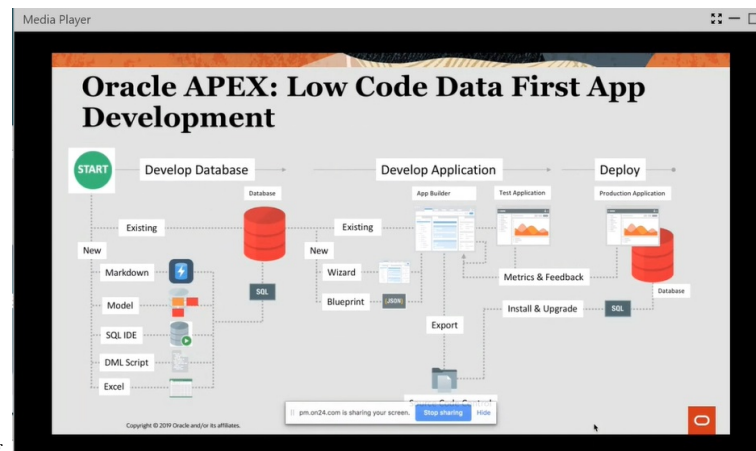 Media Player
Oracle APEX: Low Code Data First App
Development
START
Develop Database
Develop Application
Deploy
Database
App Builder
Test Application
Production Application
Existing
Existing
New
New
Markdown
Wizard
Metrics & Feedback
SQL
Database
Model
Blueprint
{JSON}
Install & Upgrade
SQL
SQL IDE
Export
DML Script
Excel
Source Code Control
pm.on24.com is sharing your screen.
Stop sharing
Hide
Copyright © 2019 Oracle and/or its affiliates.